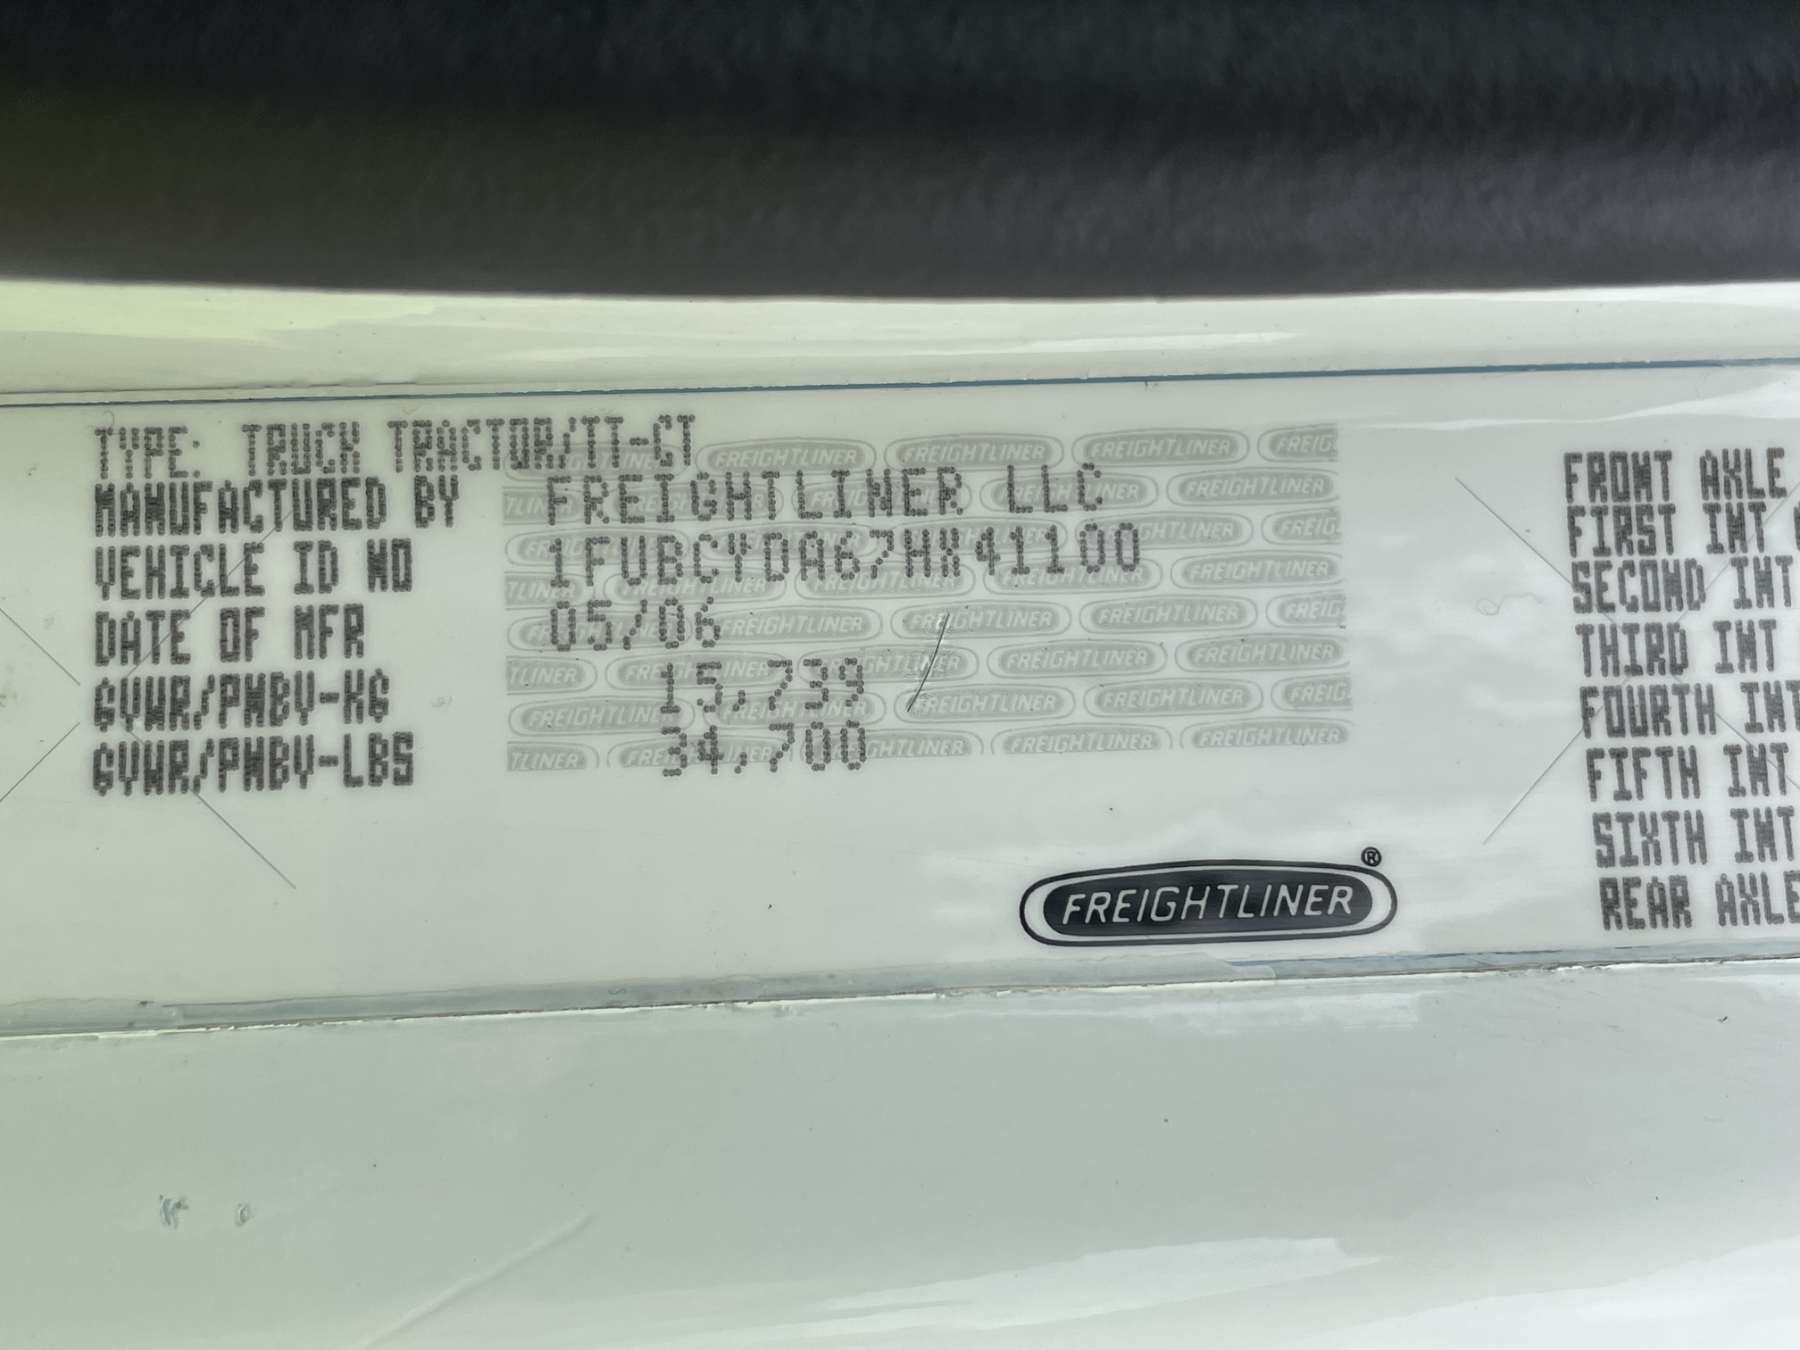 TYPE: TRUCK TRACTOR/TT-CT
MANUFACTURED BY FREIGHTLINER LLC
VEHICLE ID NO 1FUBCYDA67HX41100
DATE OF MFR 05/06
GVWR/PNBV-KG 15,739
GVWR/PNBV-LBS 34,700
FREIGHTLINER®
FRONT AXLE
FIRST INT
SECOND INT
THIRD INT
FOURTH INT
FIFTH INT
SIXTH INT
REAR AXLE